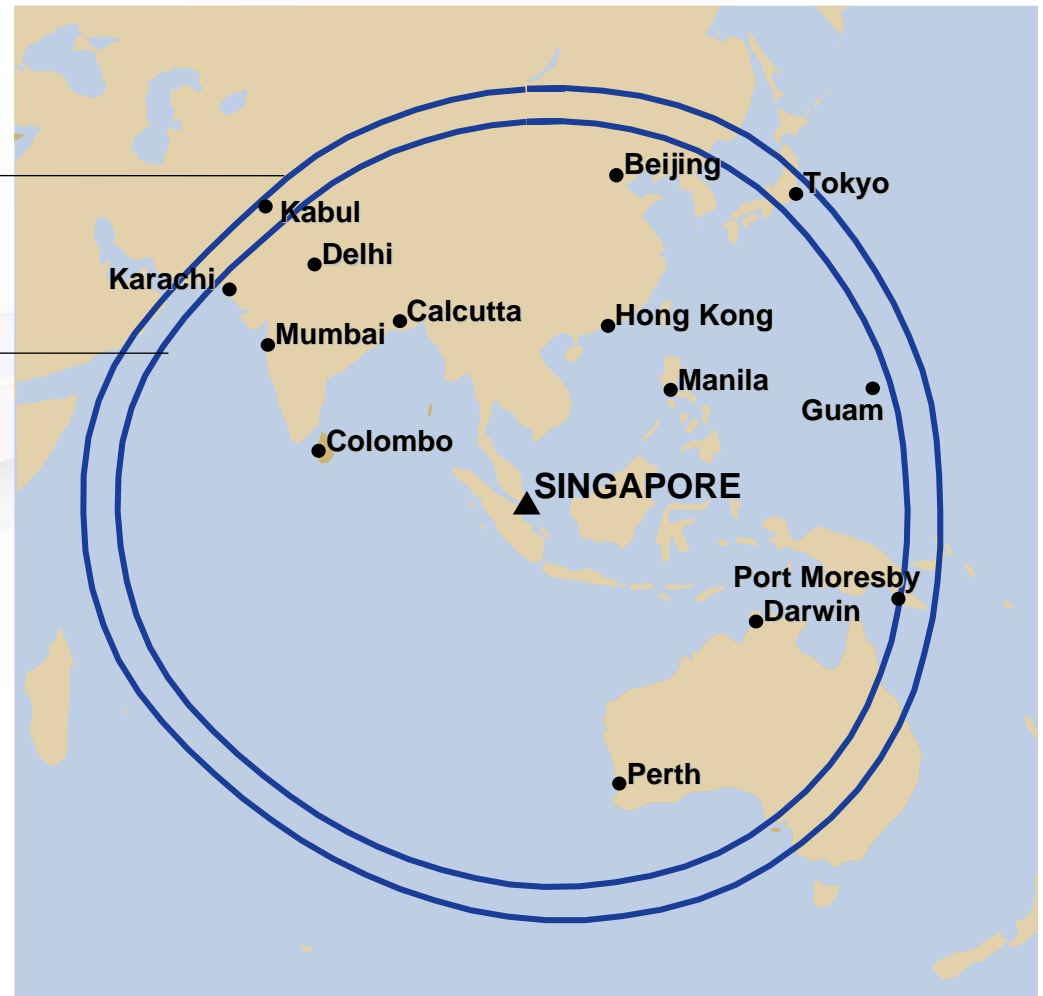 Beijing
Tokyo
Kabul
Delhi
Karachi
Calcutta
Hong Kong
Mumbai
Manila
Guam
Colombo
SINGAPORE
Port Moresby
Darwin
Perth